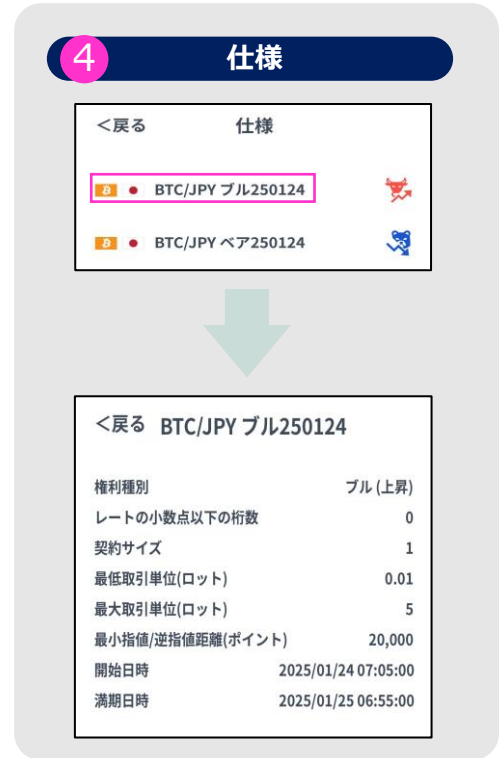 4 仕様
＜戻る 仕様
BTC/JPY ブル250124
BTC/JPY ベア250124
＜戻る BTC/JPY ブル250124
権利種別 ブル (上昇)
レートの小数点以下の桁数 0
契約サイズ 1
最低取引単位(ロット) 0.01
最大取引単位(ロット) 5
最小指値/逆指値距離(ポイント) 20,000
開始日時 2025/01/24 07:05:00
満期日時 2025/01/25 06:55:00